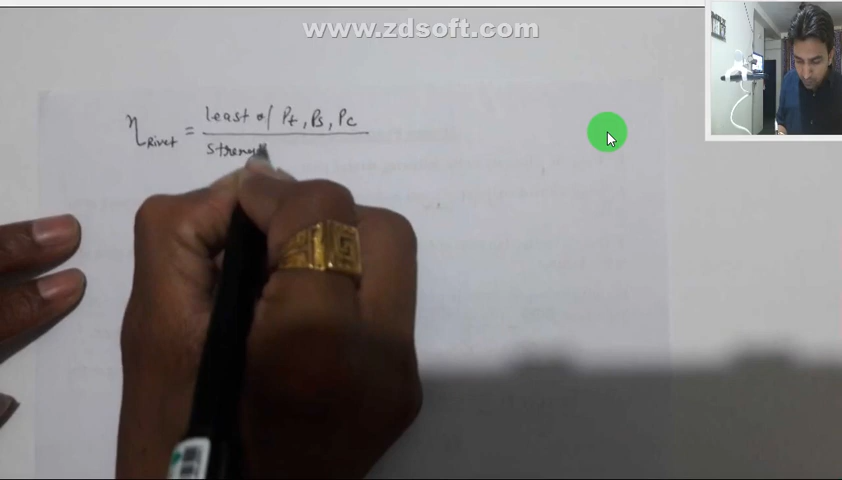 www.zdsoft.com
η Rivet = least of Pt, Ps, Pc